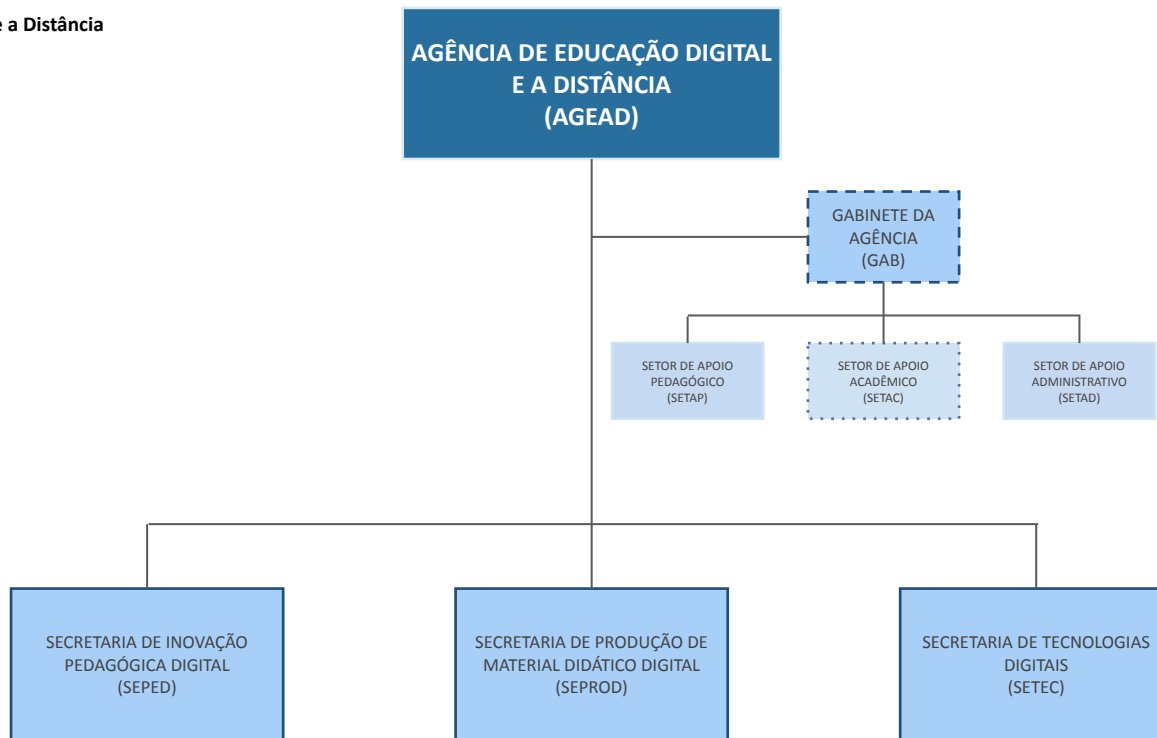 e a Distância
AGÊNCIA DE EDUCAÇÃO DIGITAL
E A DISTÂNCIA
(AGEAD)
GABINETE DA
AGÊNCIA
(GAB)
SETOR DE APOIO
PEDAGÓGICO
(SETAP)
SETOR DE APOIO
ACADÊMICO
(SETAC)
SETOR DE APOIO
ADMINISTRATIVO
(SETAD)
SECRETARIA DE INOVAÇÃO
PEDAGÓGICA DIGITAL
(SEPED)
SECRETARIA DE PRODUÇÃO DE
MATERIAL DIDÁTICO DIGITAL
(SEPROD)
SECRETARIA DE TECNOLOGIAS
DIGITAIS
(SETEC)